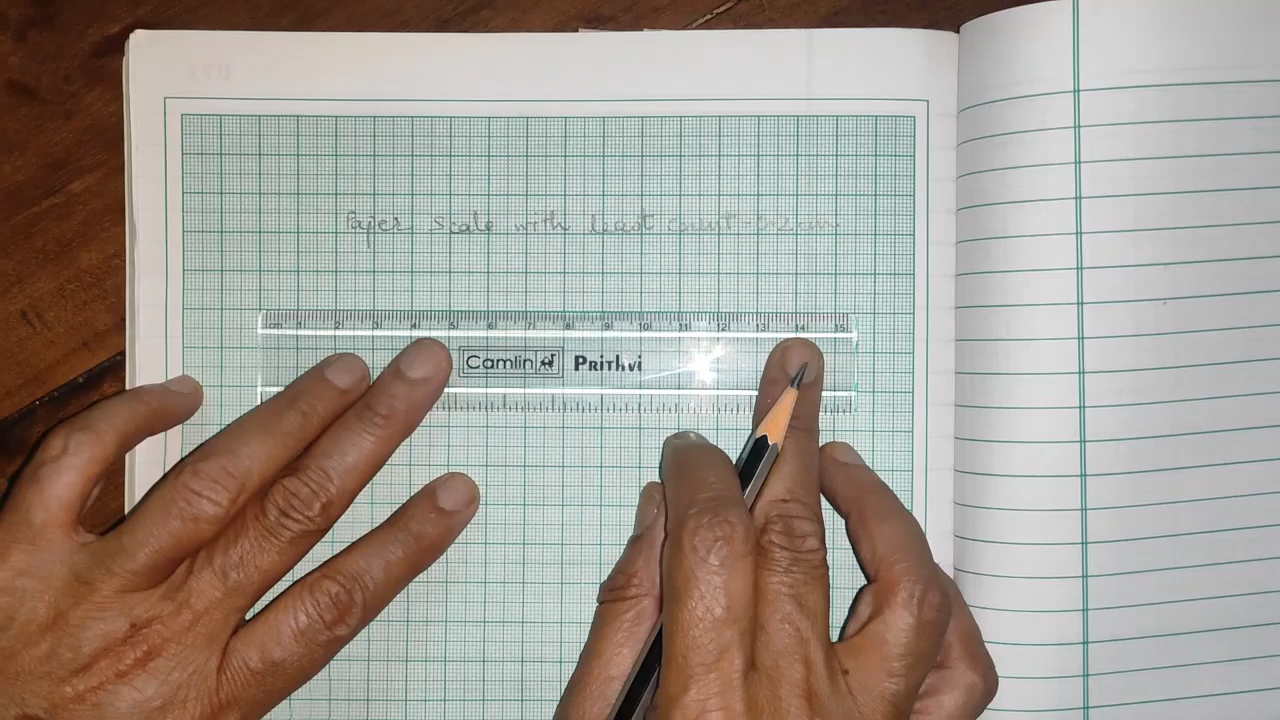 Paper scale with least count = 0.2 cm
cm 1 2 3 4 5 6 7 8 9 10 11 12 13 14 15
Camlin PRITHVI